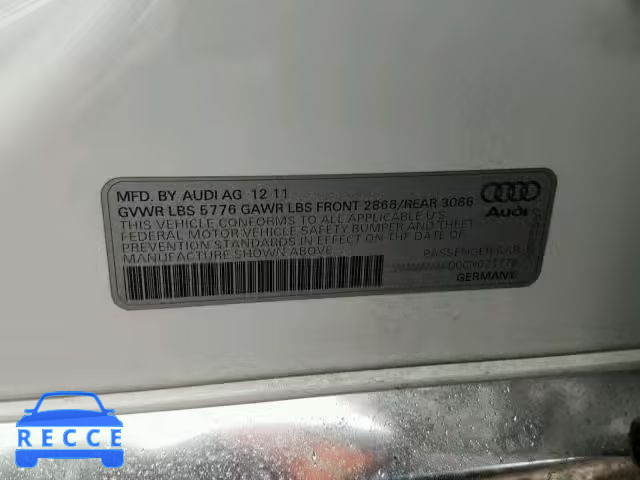 MFD. BY AUDI AG 12 11
GVWR LBS 5776 GAWR LBS FRONT 2868/REAR 3086
THIS VEHICLE CONFORMS TO ALL APPLICABLE U'S
FEDERAL MOTOR VEHICLE SAFETY BUMPER AND THEFT
PREVENTION STANDARDS IN EFFECT ON THE DATE OF
MANUFACTURE SHOWN ABOVE
PASSENGER CAR
GERMANY
Audi
RECCE